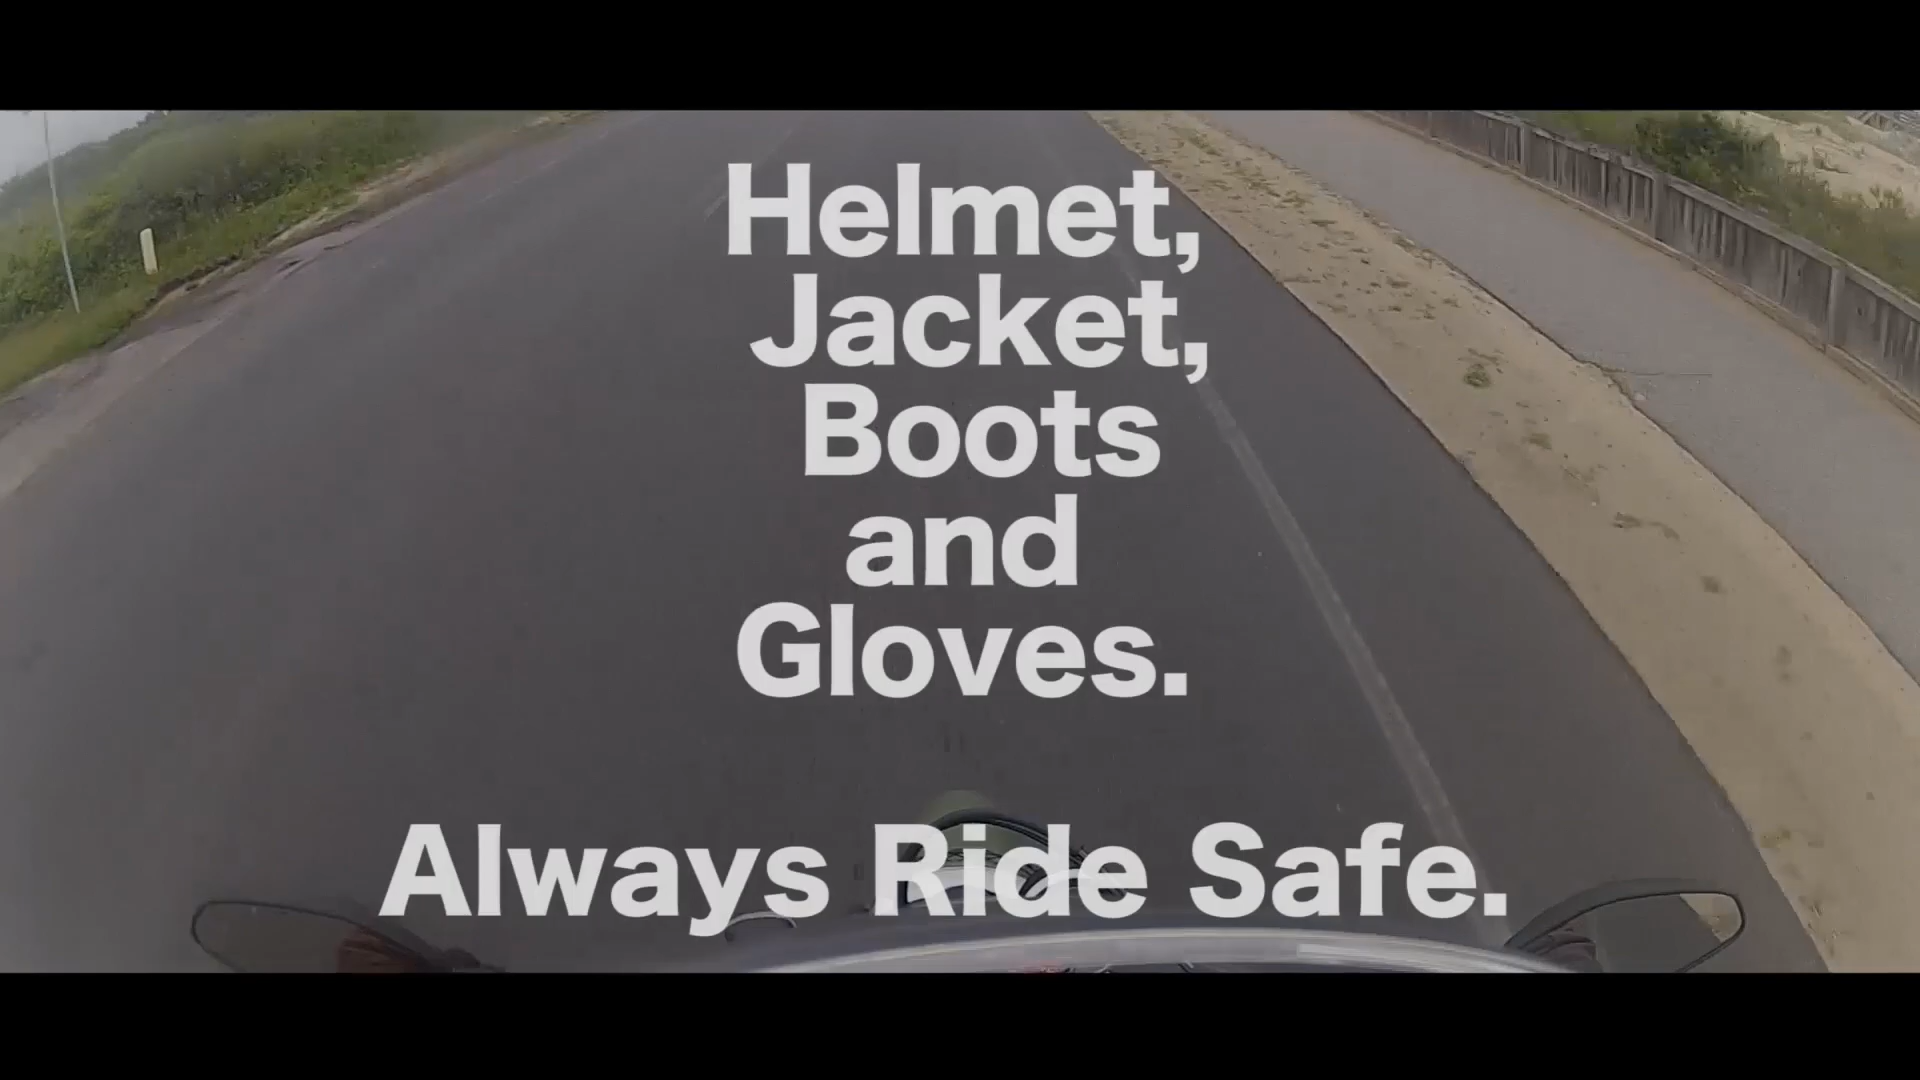 Helmet,
Jacket,
Boots
and
Gloves.
Always Ride Safe.